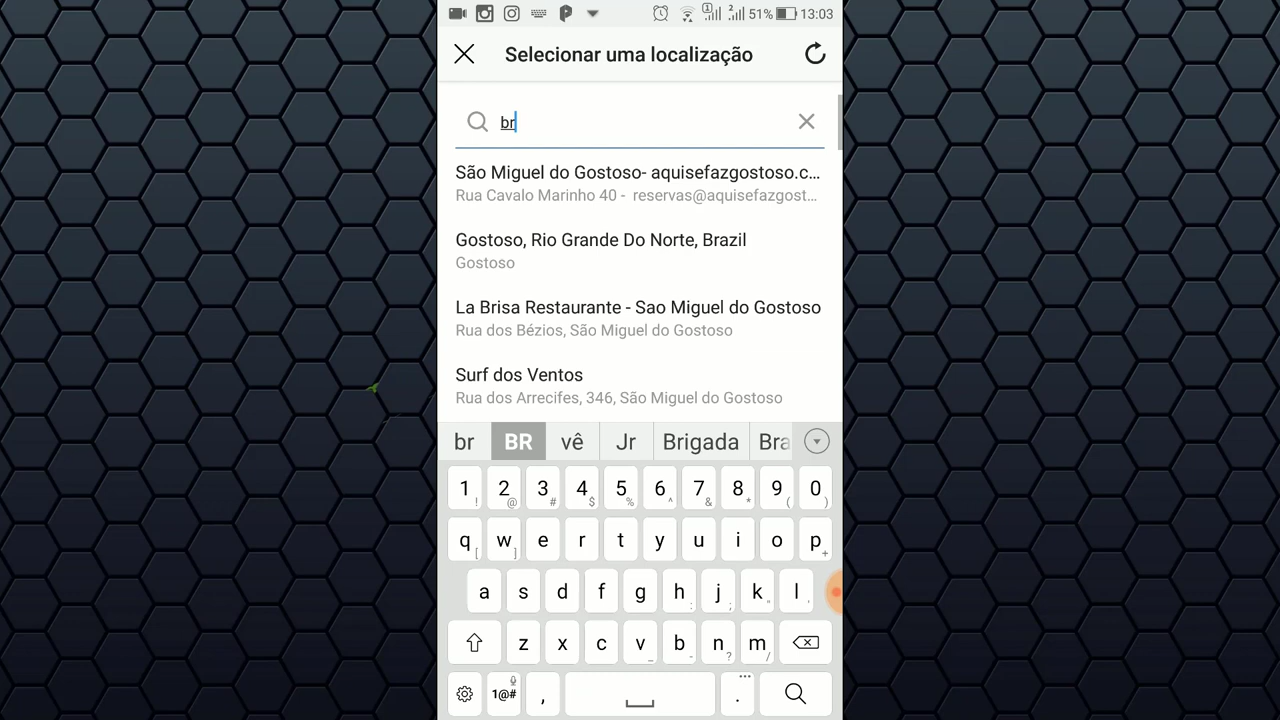 51% 13:03
Selecionar uma localização
br
São Miguel do Gostoso- aquisefazgostoso.c...
Rua Cavalo Marinho 40 - reservas@aquisefazgost...
Gostoso, Rio Grande Do Norte, Brazil
Gostoso
La Brisa Restaurante - Sao Miguel do Gostoso
Rua dos Bézios, São Miguel do Gostoso
Surf dos Ventos
Rua dos Arrecifes, 346, São Miguel do Gostoso
br BR vê Jr Brigada Bra
1 ! 2 @ 3 # 4 $ 5 % 6 ^ 7 & 8 * 9 ( 0 )
q [ w ] e r t y u i o p +
a s d f g h : j ; k " l '
z x c v _ b - n ? m /
1@# , . ...